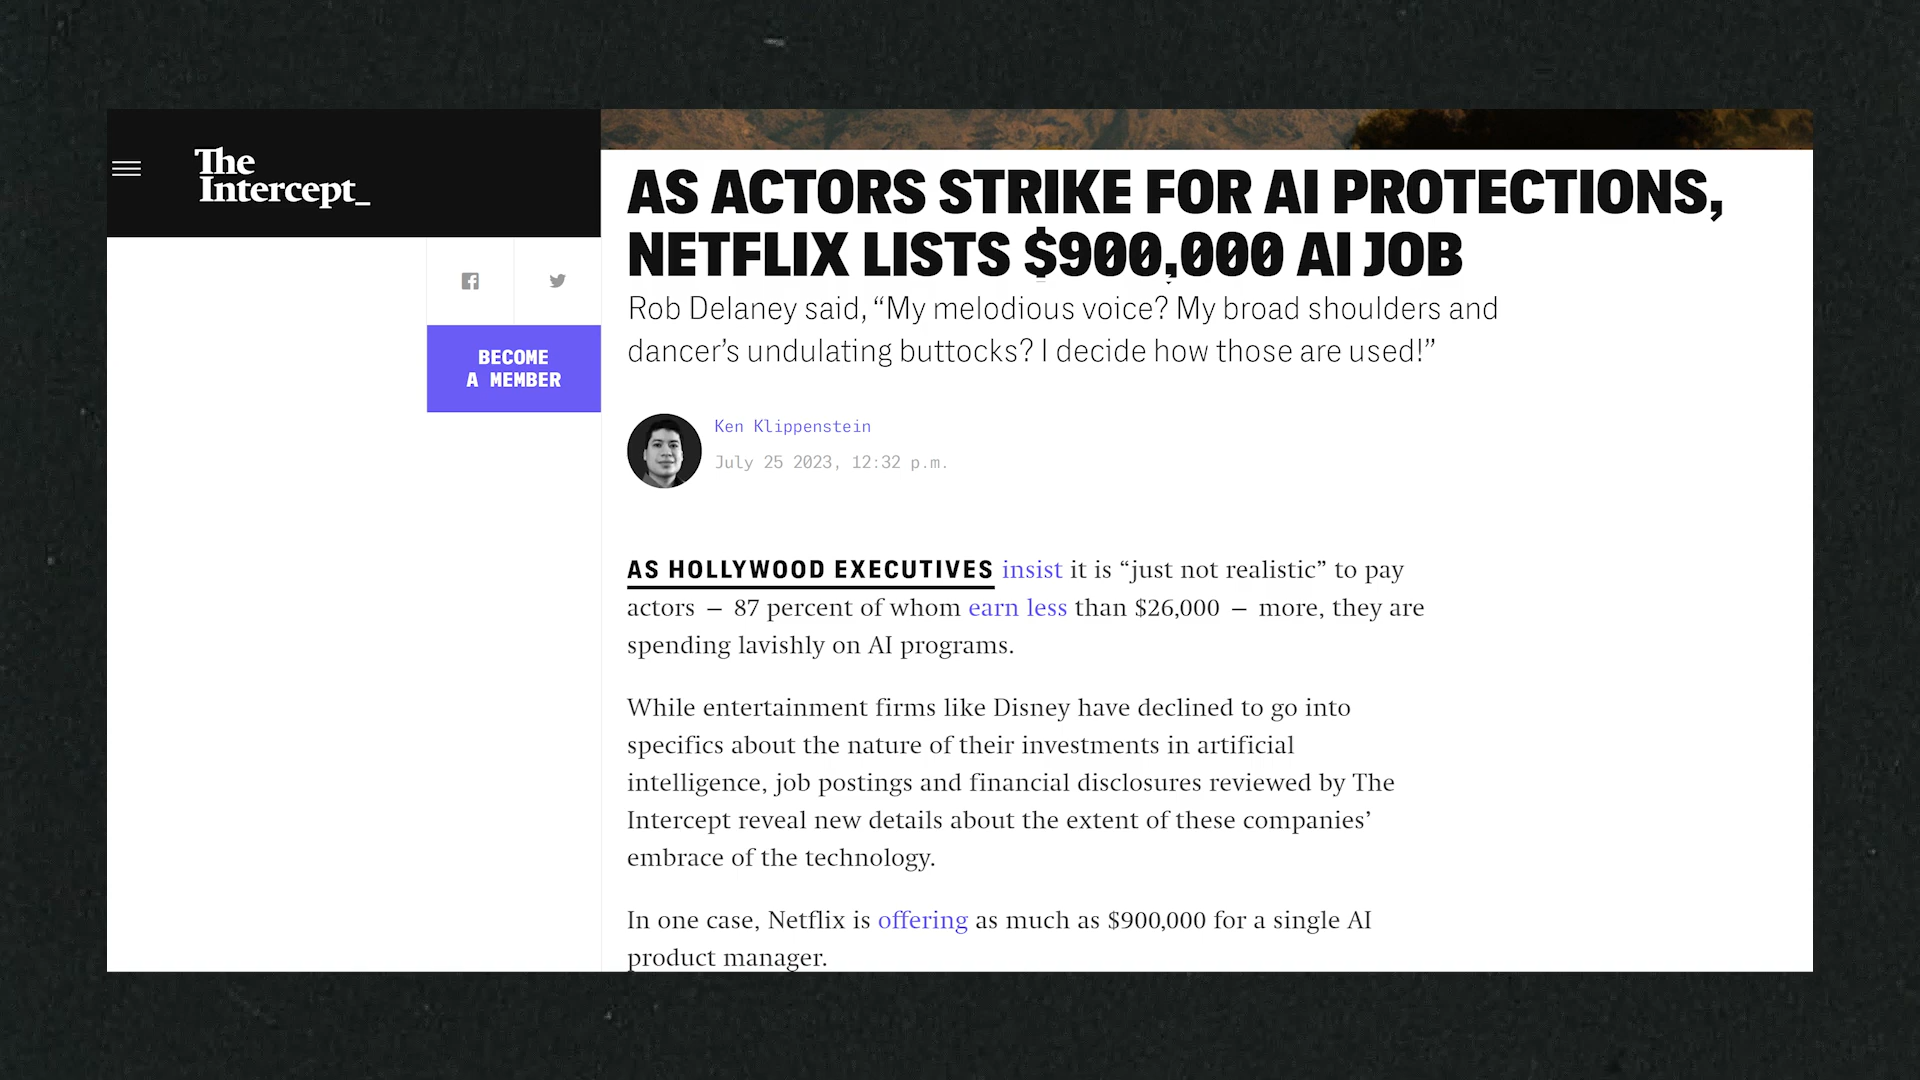 The
Intercept_
BECOME
A MEMBER
AS ACTORS STRIKE FOR AI PROTECTIONS,
NETFLIX LISTS $900,000 AI JOB
Rob Delaney said, “My melodious voice? My broad shoulders and
dancer’s undulating buttocks? I decide how those are used!”
Ken Klippenstein
July 25 2023, 12:32 p.m.
AS HOLLYWOOD EXECUTIVES insist it is “just not realistic” to pay
actors — 87 percent of whom earn less than $26,000 — more, they are
spending lavishly on AI programs.
While entertainment firms like Disney have declined to go into
specifics about the nature of their investments in artificial
intelligence, job postings and financial disclosures reviewed by The
Intercept reveal new details about the extent of these companies’
embrace of the technology.
In one case, Netflix is offering as much as $900,000 for a single AI
product manager.